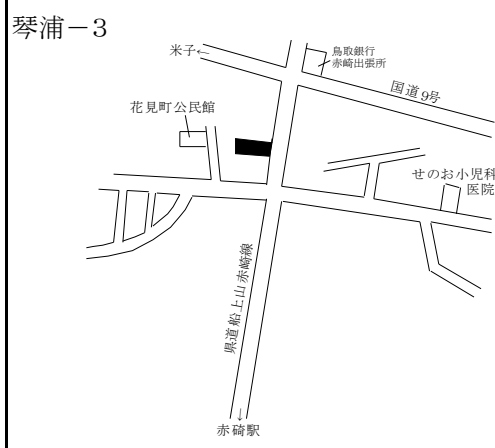 琴浦－3
米子←
鳥取銀行
赤崎出張所
国道9号
花見町公民館
せのお小児科
医院
県道船上山赤崎線
↓
赤碕駅